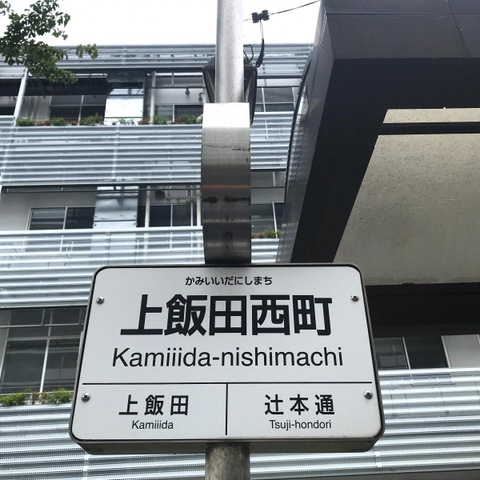 かみいいだにしまち
上飯田西町
Kamiiida-nishimachi
上飯田 辻本通
Kamiiida Tsuji-hondori